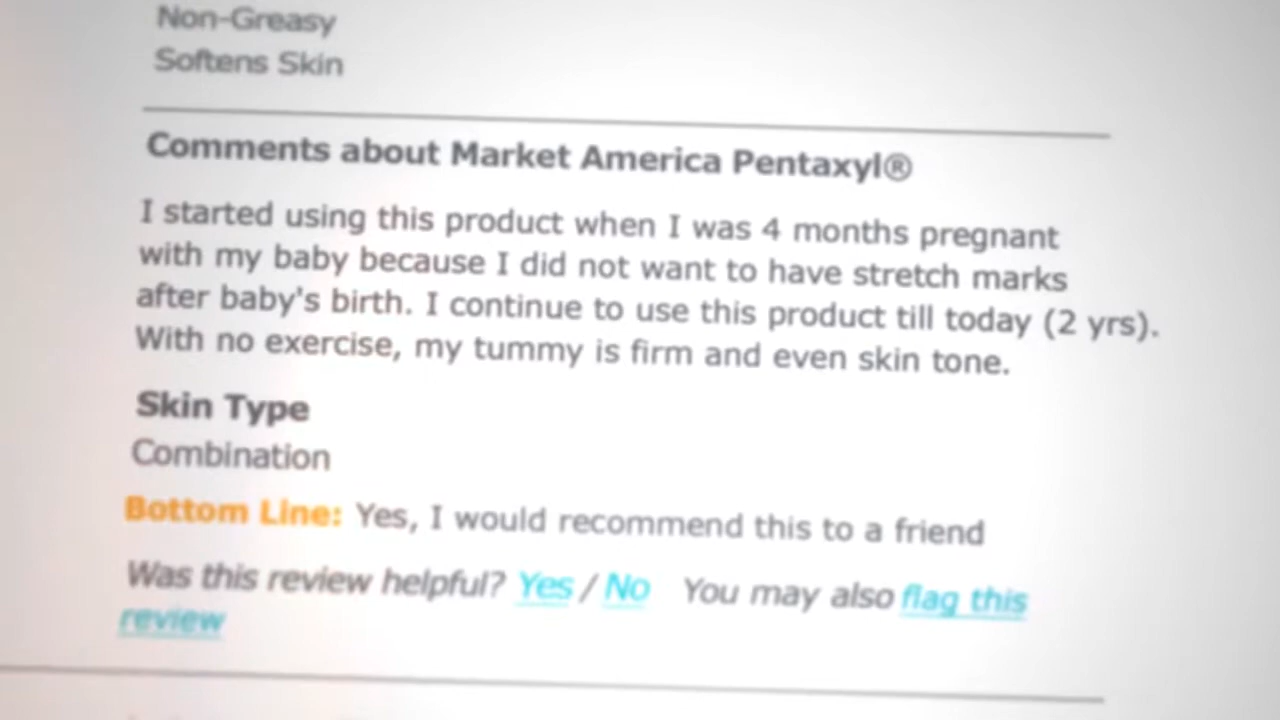 Non-Greasy
Softens Skin
Comments about Market America Pentaxyl®
I started using this product when I was 4 months pregnant
with my baby because I did not want to have stretch marks
after baby's birth. I continue to use this product till today (2 yrs).
With no exercise, my tummy is firm and even skin tone.
Skin Type
Combination
Bottom Line: Yes, I would recommend this to a friend
Was this review helpful? Yes / No You may also flag this
review